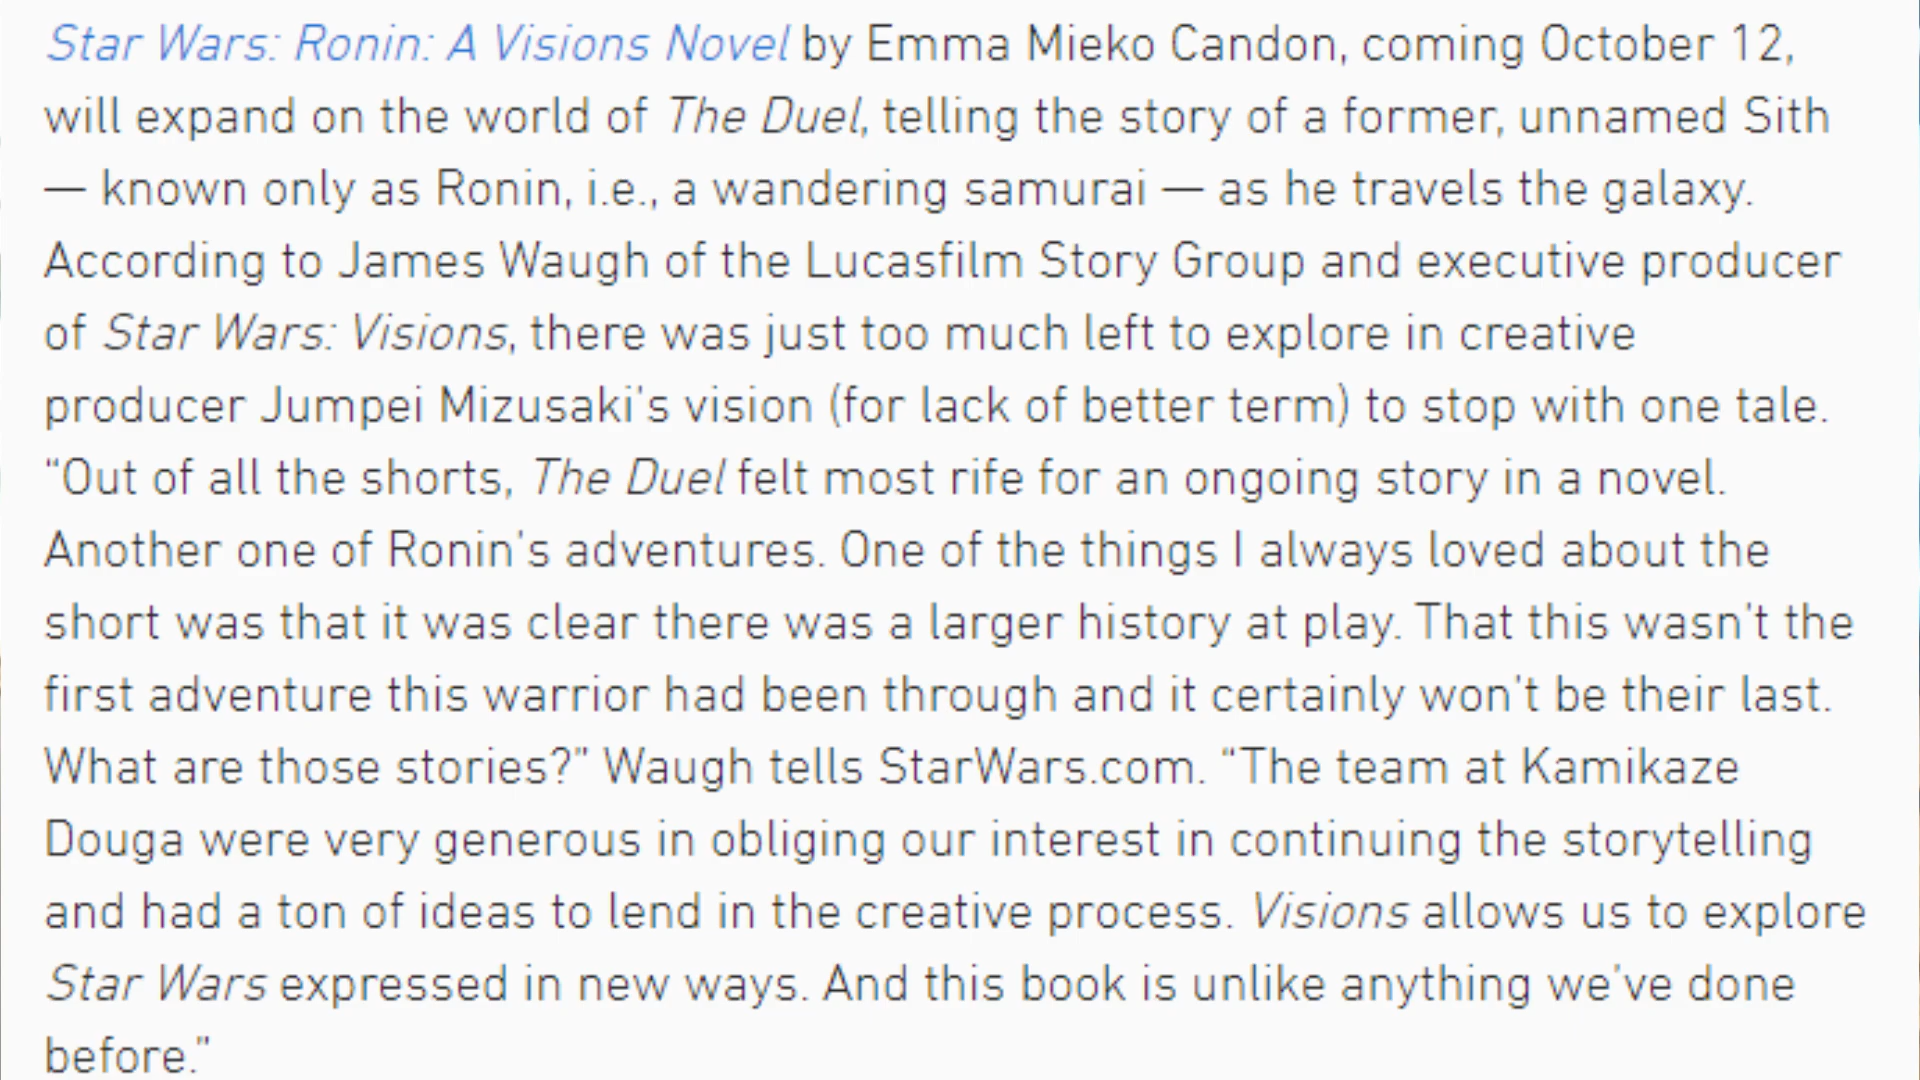 Star Wars: Ronin: A Visions Novel by Emma Mieko Candon, coming October 12,
will expand on the world of The Duel, telling the story of a former, unnamed Sith
— known only as Ronin, i.e., a wandering samurai — as he travels the galaxy.
According to James Waugh of the Lucasfilm Story Group and executive producer
of Star Wars: Visions, there was just too much left to explore in creative
producer Jumpei Mizusaki's vision (for lack of better term) to stop with one tale.
“Out of all the shorts, The Duel felt most rife for an ongoing story in a novel.
Another one of Ronin's adventures. One of the things I always loved about the
short was that it was clear there was a larger history at play. That this wasn't the
first adventure this warrior had been through and it certainly won't be their last.
What are those stories?” Waugh tells StarWars.com. “The team at Kamikaze
Douga were very generous in obliging our interest in continuing the storytelling
and had a ton of ideas to lend in the creative process. Visions allows us to explore
Star Wars expressed in new ways. And this book is unlike anything we've done
before.”